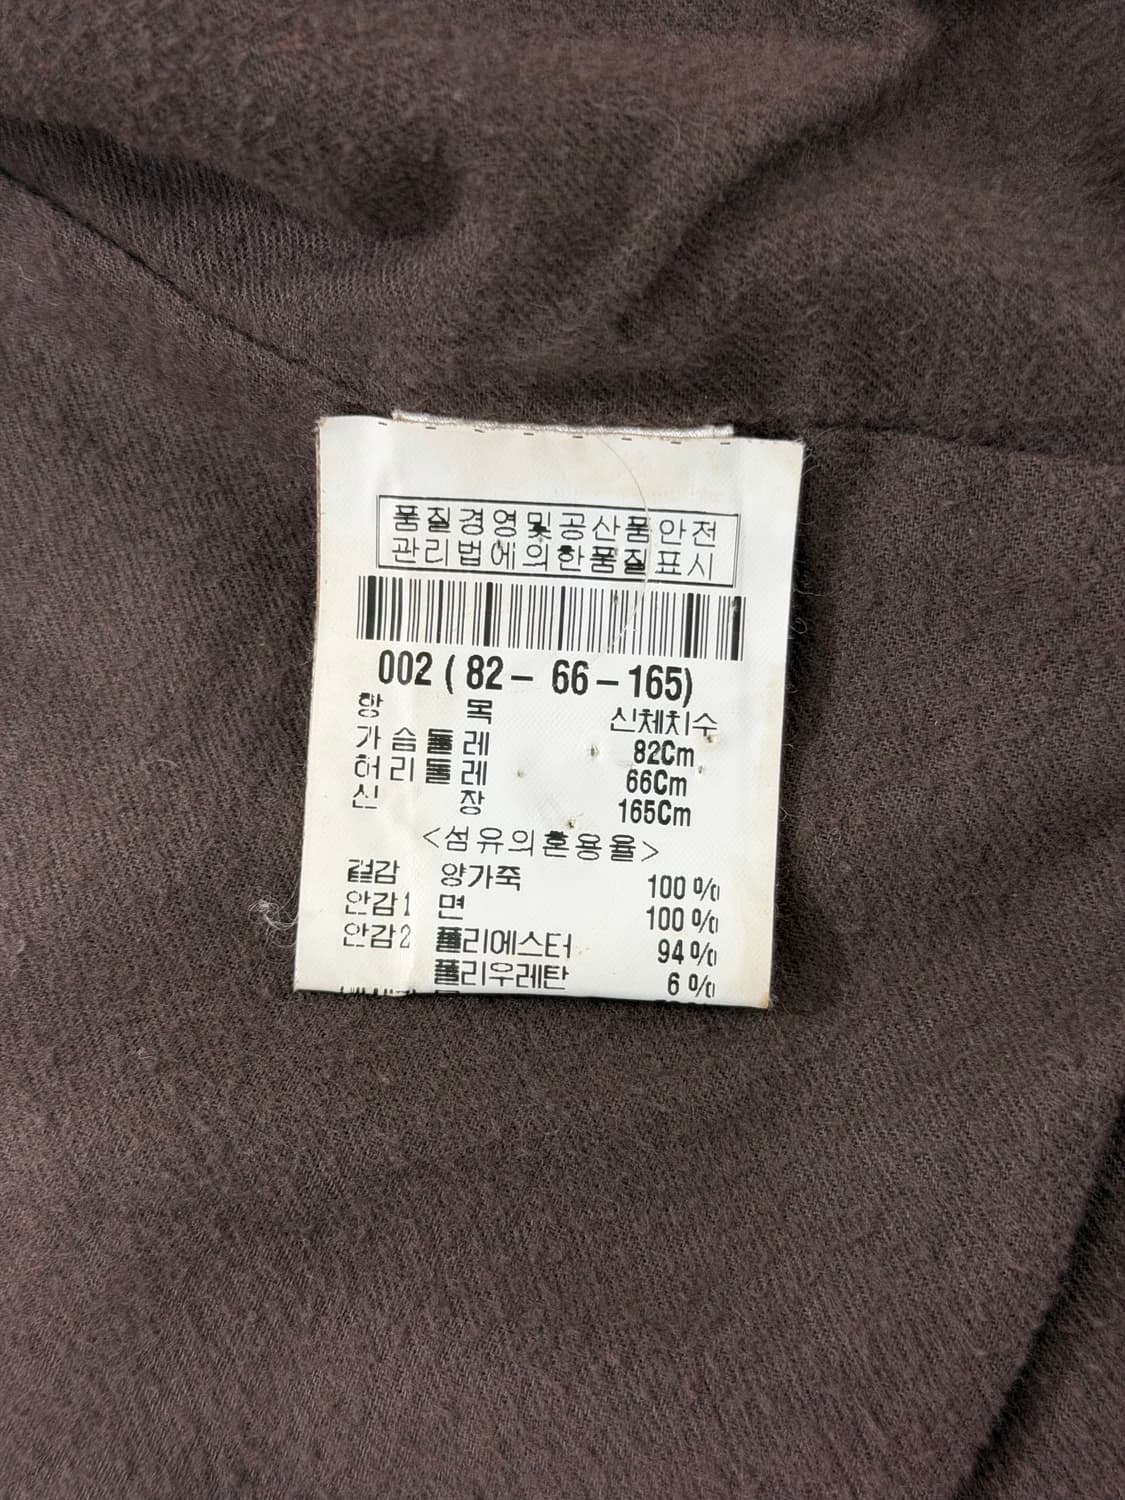 품질경영및공산품안전
관리법에의한품질표시
002 ( 82 - 66 - 165)
항 목 신체치수
가슴둘레 82Cm
허리둘레 66Cm
신 장 165Cm
<섬유의혼용율>
겉감 양가죽 100 %
안감1 면 100 %
안감2 폴리에스터 94 %
폴리우레탄 6 %